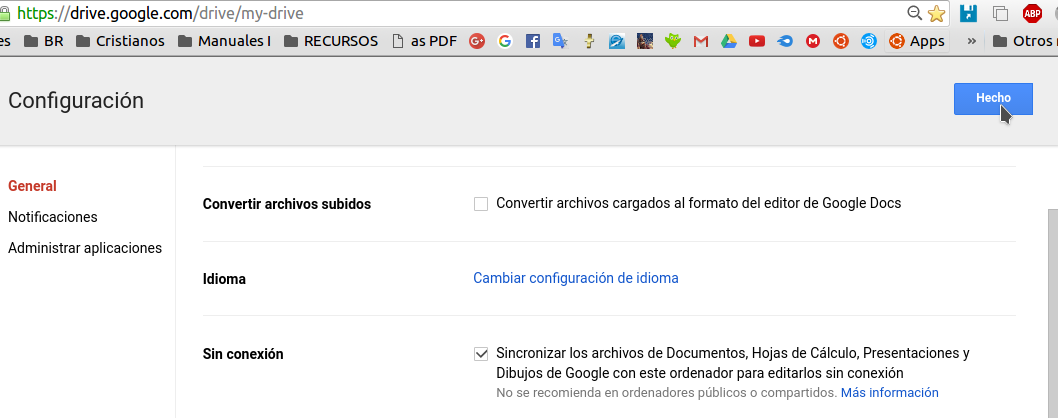 https://drive.google.com/drive/my-drive
es BR Cristianos Manuales I RECURSOS as PDF Apps » Otros
ABP
Configuración
Hecho
General
Notificaciones
Administrar aplicaciones
Convertir archivos subidos
Convertir archivos cargados al formato del editor de Google Docs
Idioma
Cambiar configuración de idioma
Sin conexión
Sincronizar los archivos de Documentos, Hojas de Cálculo, Presentaciones y
Dibujos de Google con este ordenador para editarlos sin conexión
No se recomienda en ordenadores públicos o compartidos. Más información